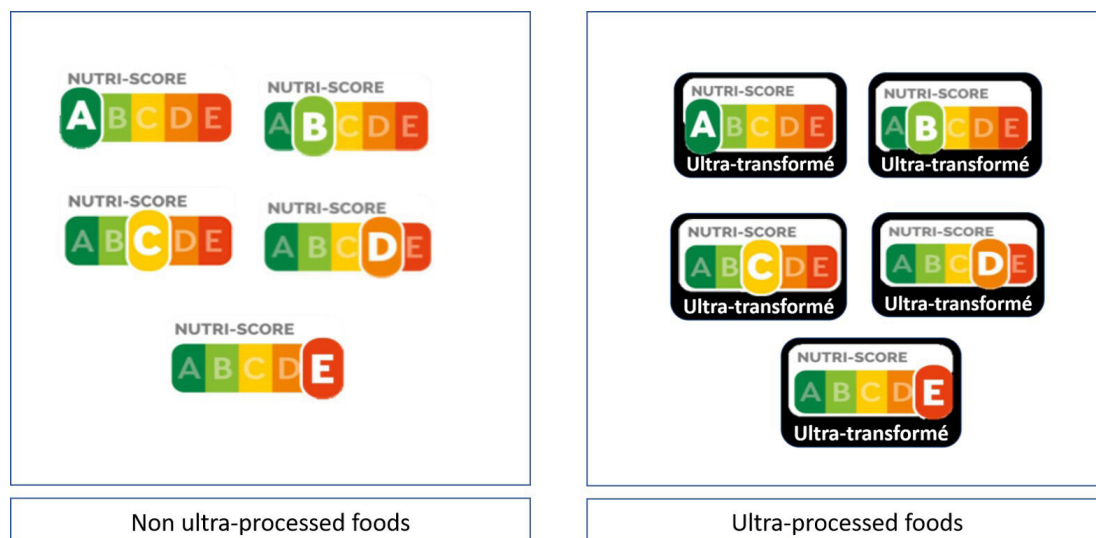 NUTRI-SCORE
A B C D E
NUTRI-SCORE
A B C D E
NUTRI-SCORE
A B C D E
NUTRI-SCORE
A B C D E
NUTRI-SCORE
A B C D E
Non ultra-processed foods
NUTRI-SCORE
A B C D E
Ultra-transformé
NUTRI-SCORE
A B C D E
Ultra-transformé
NUTRI-SCORE
A B C D E
Ultra-transformé
NUTRI-SCORE
A B C D E
Ultra-transformé
NUTRI-SCORE
A B C D E
Ultra-transformé
Ultra-processed foods